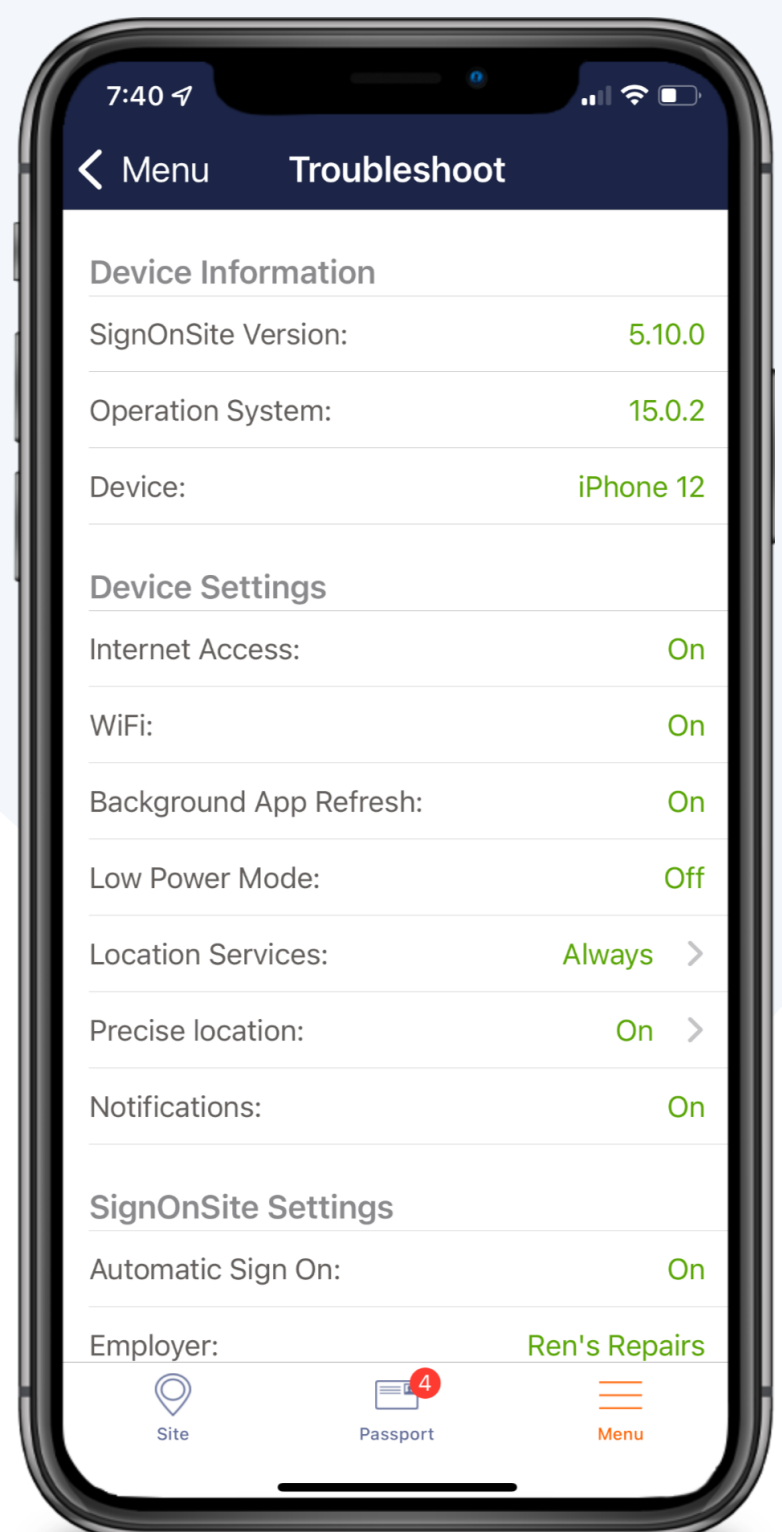 7:40
Menu Troubleshoot
Device Information
SignOnSite Version: 5.10.0
Operation System: 15.0.2
Device: iPhone 12
Device Settings
Internet Access: On
WiFi: On
Background App Refresh: On
Low Power Mode: Off
Location Services: Always
Precise location: On
Notifications: On
SignOnSite Settings
Automatic Sign On: On
Employer: Ren's Repairs
4
Site Passport Menu